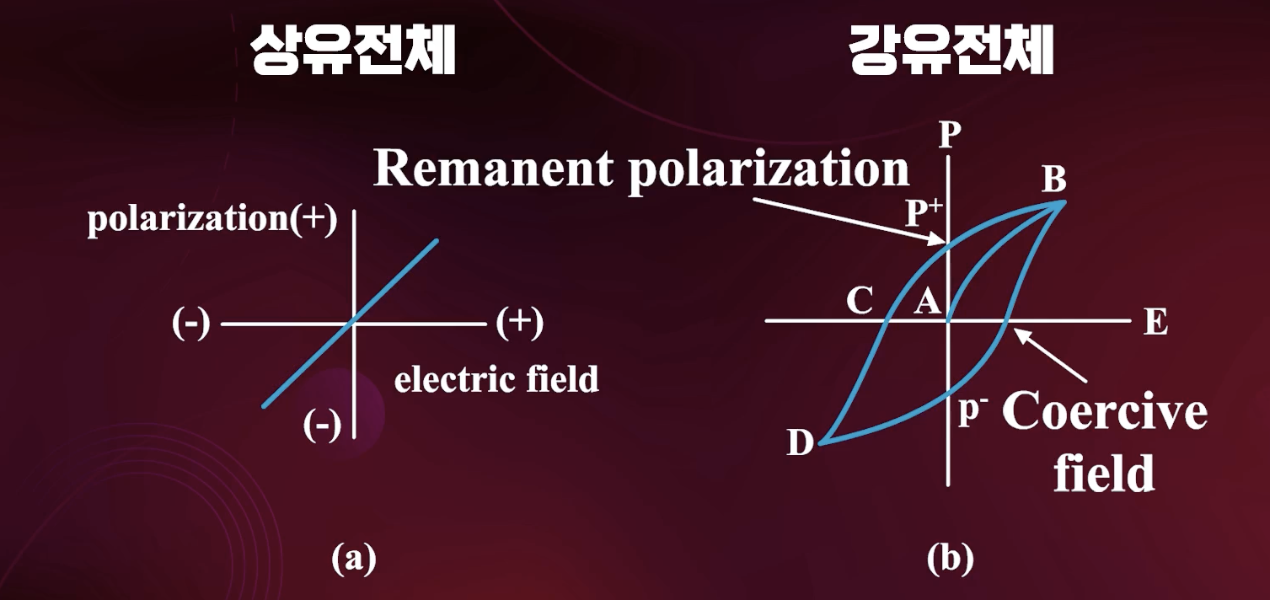 상유전체
polarization(+)
(-)
(+)
electric field
(-)
(a)
강유전체
P
Remanent polarization
B
P+
C
A
E
p-
Coercive
field
D
(b)